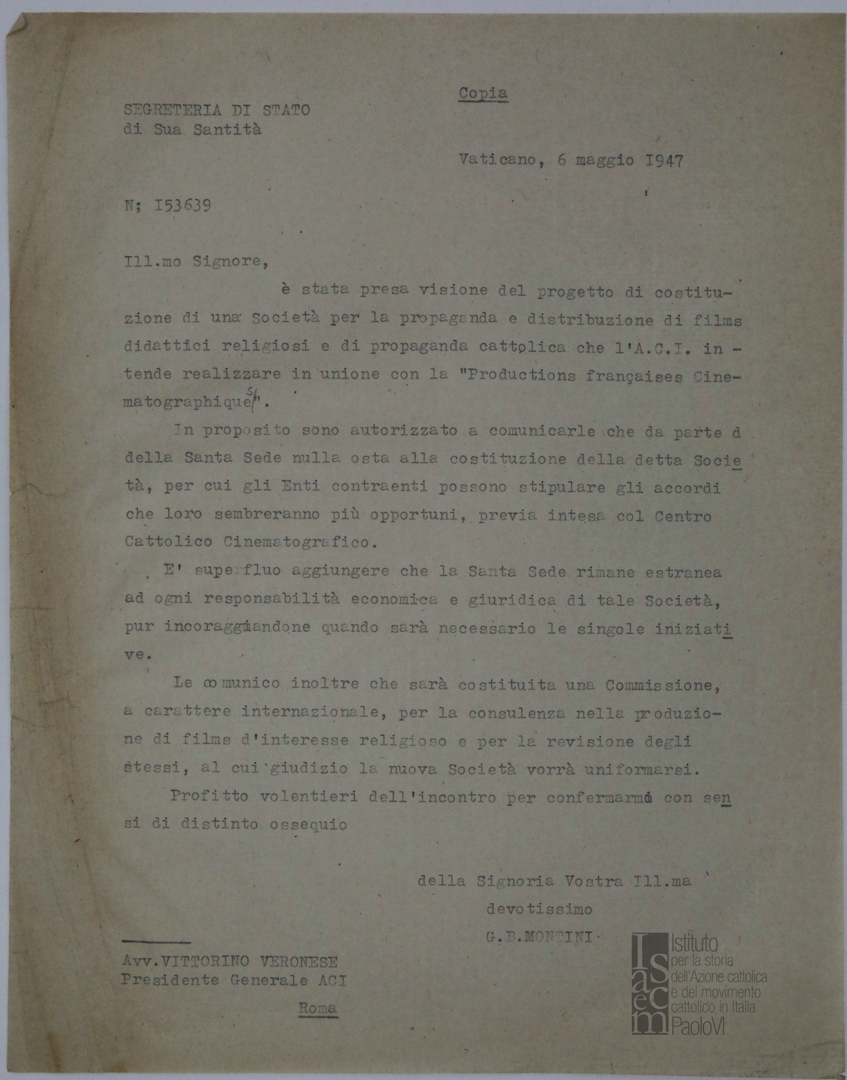 Copia
SEGRETERIA DI STATO
di Sua Santità
Vaticano, 6 maggio I947
N; I53639
Ill.mo Signore,
è stata presa visione del progetto di costitu-
zione di una Società per la propaganda e distribuzione di films
didattici religiosi e di propaganda cattolica che l'A.C.I. in -
tende realizzare in unione con la "Productions françaises Cine-
matographiques".
In proposito sono autorizzato a comunicarle che da parte d
della Santa Sede nulla osta alla costituzione della detta Socie
tà, per cui gli Enti contraenti possono stipulare gli accordi
che loro sembreranno più opportuni, previa intesa col Centro
Cattolico Cinematografico.
E' superfluo aggiungere che la Santa Sede rimane estranea
ad ogni responsabilità economica e giuridica di tale Società,
pur incoraggiandone quando sarà necessario le singole iniziati
ve.
Le comunico inoltre che sarà costituita una Commissione,
a carattere internazionale, per la consulenza nella produzio-
ne di films d'interesse religioso e per la revisione degli
stessi, al cui giudizio la nuova Società vorrà uniformarsi.
Profitto volentieri dell'incontro per confermarmi con sen
si di distinto ossequio
della Signoria Vostra Ill.ma
devotissimo
G.B.MONTINI
Avv.VITTORINO VERONESE
Presidente Generale ACI
Roma
Isacem
Istituto
per la storia
dell'Azione cattolica
e del movimento
cattolico in Italia
PaoloVI